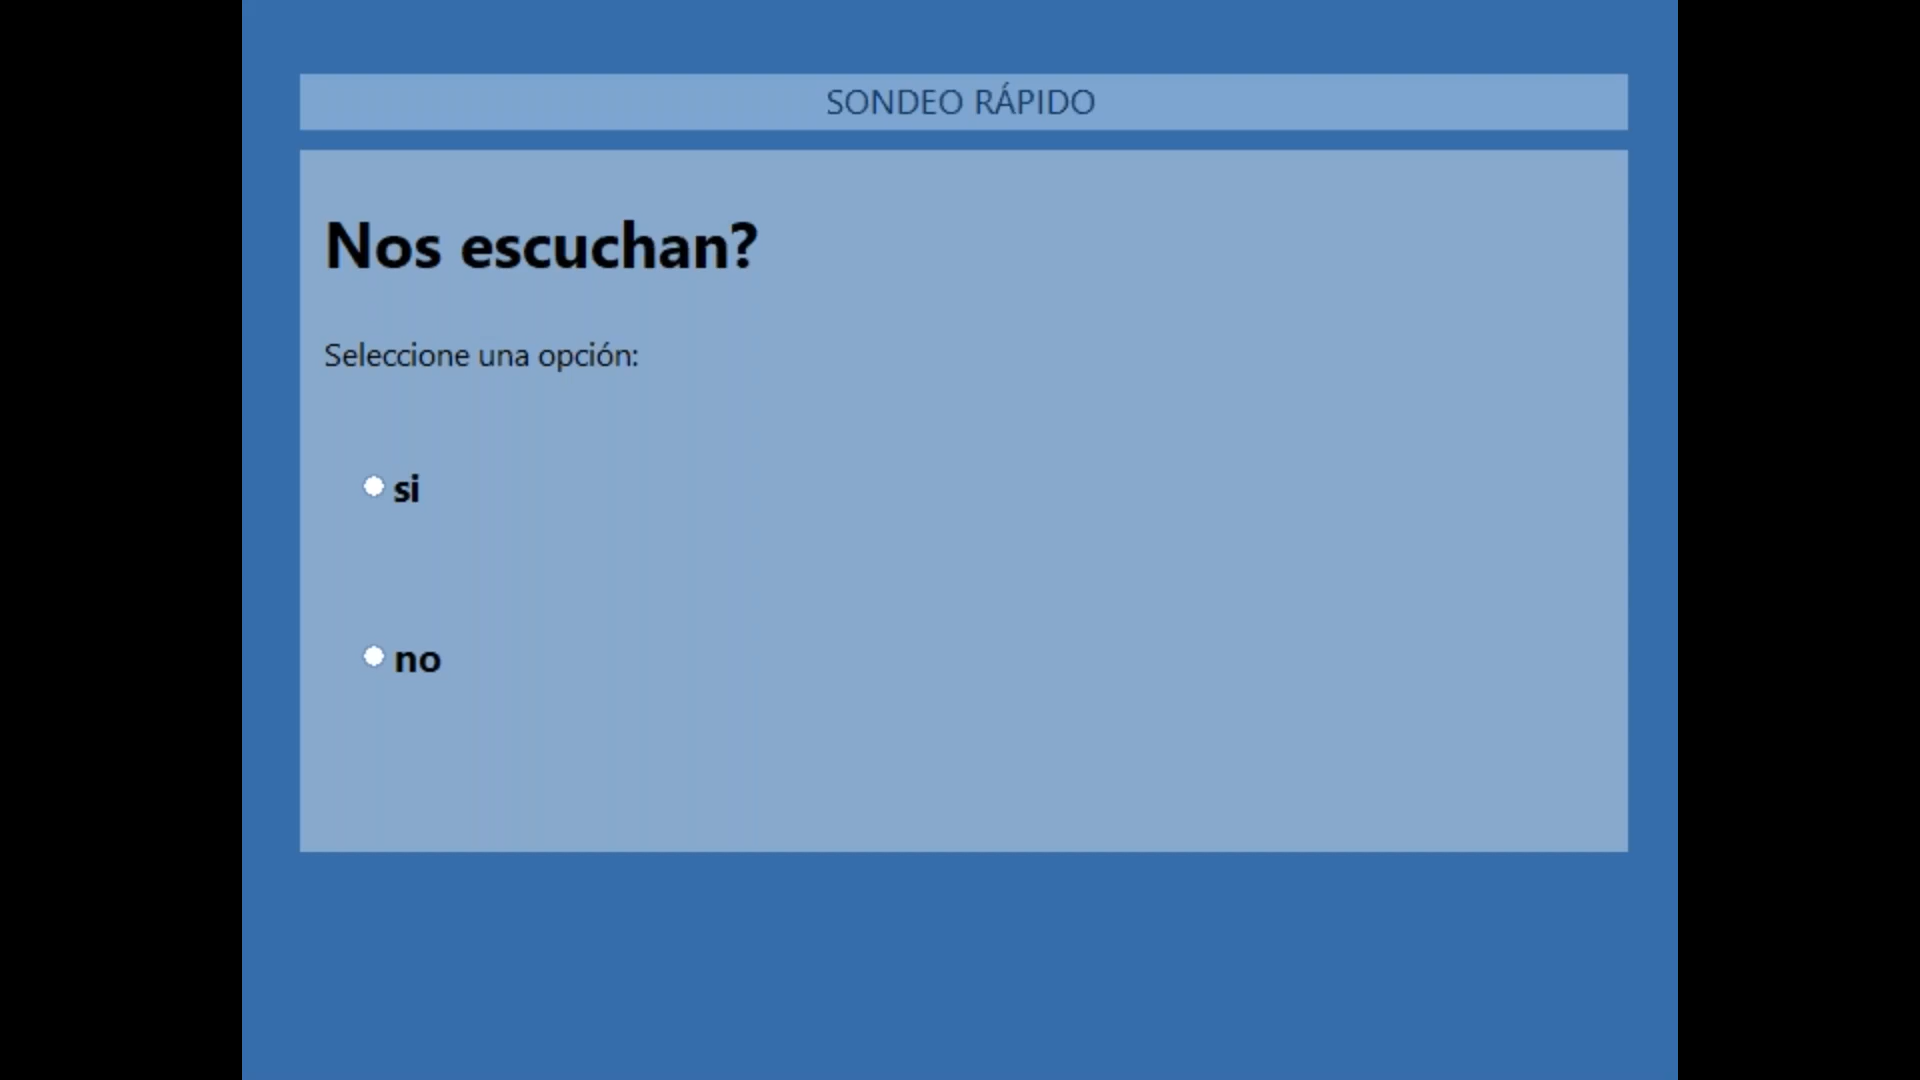 SONDEO RÁPIDO
Nos escuchan?
Seleccione una opción:
si
no